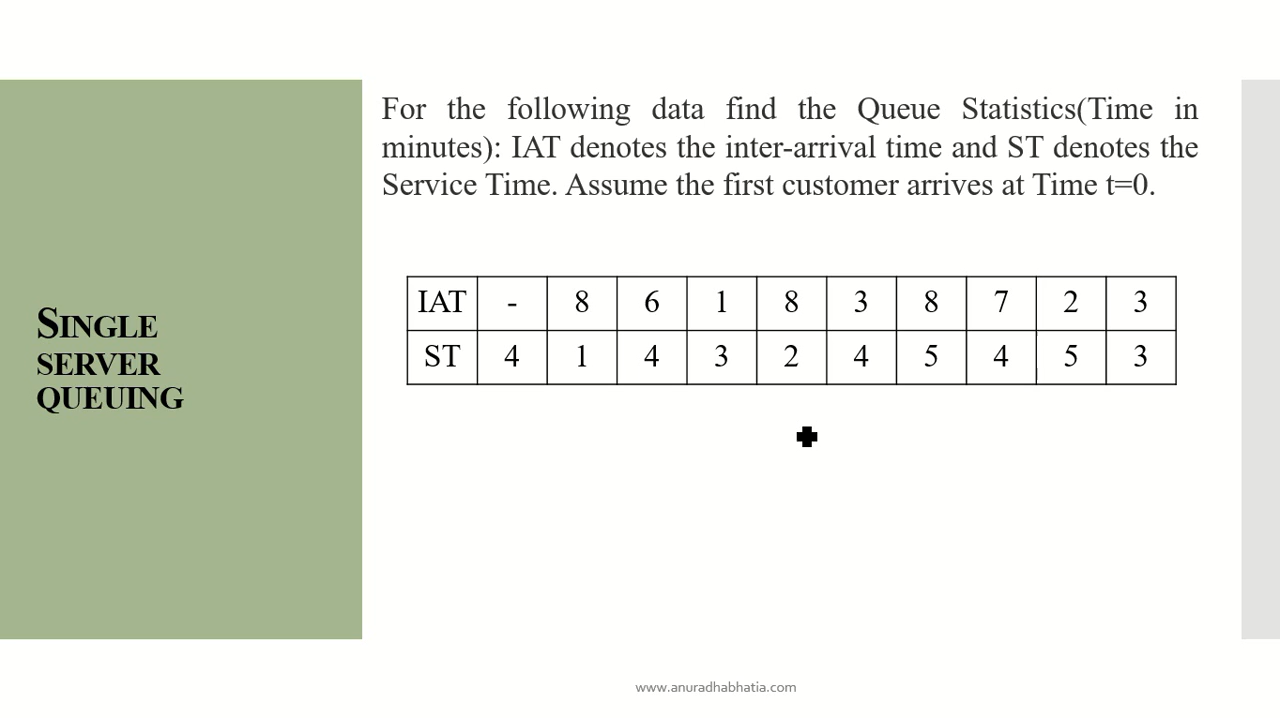 For the following data find the Queue Statistics(Time in
minutes): IAT denotes the inter-arrival time and ST denotes the
Service Time. Assume the first customer arrives at Time t=0.
SINGLE
SERVER
QUEUING
IAT - 8 6 1 8 3 8 7 2 3
ST 4 1 4 3 2 4 5 4 5 3
www.anuradhabhatia.com